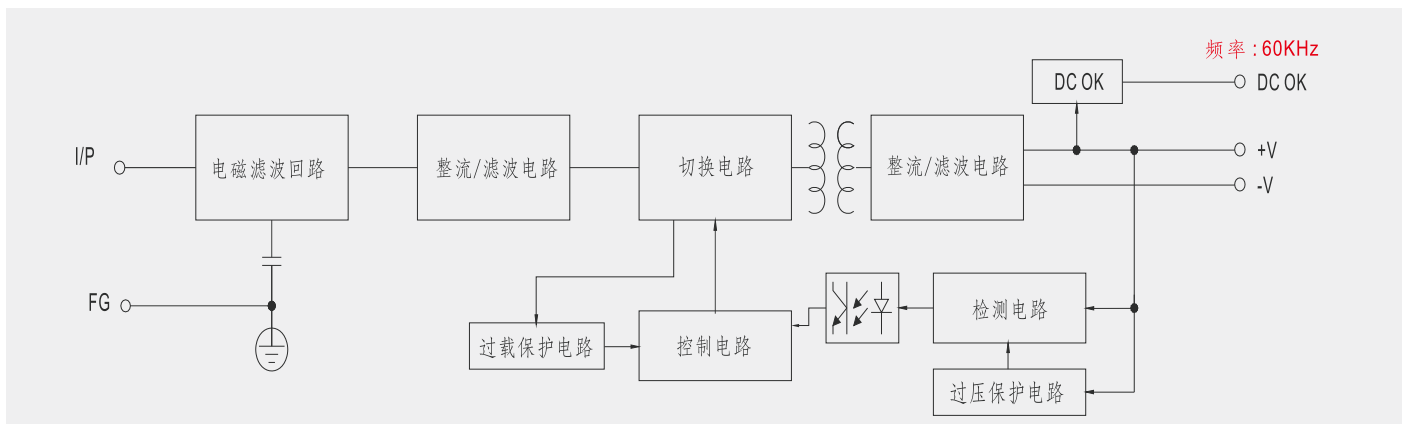 频率 : 60KHz
DC OK
DC OK
I/P
电磁滤波回路
整流/滤波电路
切换电路
整流/滤波电路
+V
-V
FG
过载保护电路
控制电路
检测电路
过压保护电路